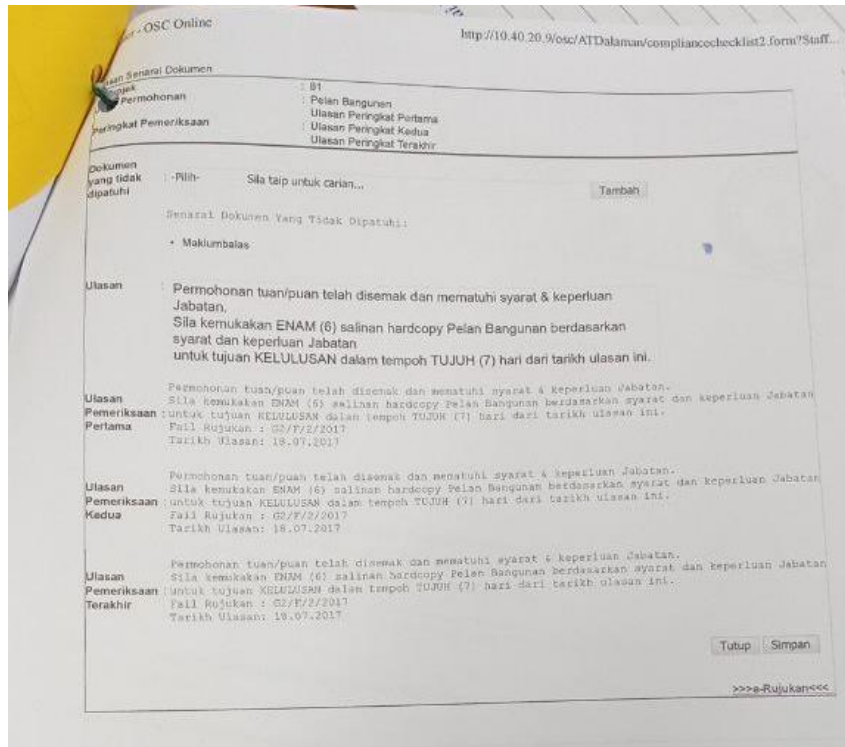 - OSC Online
http://10.40.20.9/osc/ATDalaman/compliancechecklist2.form?Staff...
Senarai Dokumen
: B1
Permohonan : Pelan Bangunan
Ulasan Peringkat Pertama
Peringkat Pemeriksaan : Ulasan Peringkat Kedua
Ulasan Peringkat Terakhir
Dokumen
yang tidak : -Pilih- Sila taip untuk carian... Tambah
dipatuhi
Senarai Dokumen Yang Tidak Dipatuhi:
• Maklumbalas
Ulasan : Permohonan tuan/puan telah disemak dan mematuhi syarat & keperluan
Jabatan.
Sila kemukakan ENAM (6) salinan hardcopy Pelan Bangunan berdasarkan
syarat dan keperluan Jabatan
untuk tujuan KELULUSAN dalam tempoh TUJUH (7) hari dari tarikh ulasan ini.
Permohonan tuan/puan telah disemak dan mematuhi syarat & keperluan Jabatan.
Ulasan Sila kemukakan ENAM (6) salinan hardcopy Pelan Bangunan berdasarkan syarat dan keperluan Jabatan
Pemeriksaan : untuk tujuan KELULUSAN dalam tempoh TUJUH (7) hari dari tarikh ulasan ini.
Pertama Fail Rujukan : G2/F/2/2017
Tarikh Ulasan: 18.07.2017
Permohonan tuan/puan telah disemak dan mematuhi syarat & keperluan Jabatan.
Ulasan Sila kemukakan ENAM (6) salinan hardcopy Pelan Bangunan berdasarkan syarat dan keperluan Jabatan
Pemeriksaan : untuk tujuan KELULUSAN dalam tempoh TUJUH (7) hari dari tarikh ulasan ini.
Kedua Fail Rujukan : G2/F/2/2017
Tarikh Ulasan: 18.07.2017
Permohonan tuan/puan telah disemak dan mematuhi syarat & keperluan Jabatan.
Ulasan Sila kemukakan ENAM (6) salinan hardcopy Pelan Bangunan berdasarkan syarat dan keperluan Jabatan
Pemeriksaan : untuk tujuan KELULUSAN dalam tempoh TUJUH (7) hari dari tarikh ulasan ini.
Terakhir Fail Rujukan : G2/F/2/2017
Tarikh Ulasan: 18.07.2017
Tutup Simpan
>>>e-Rujukan<<<